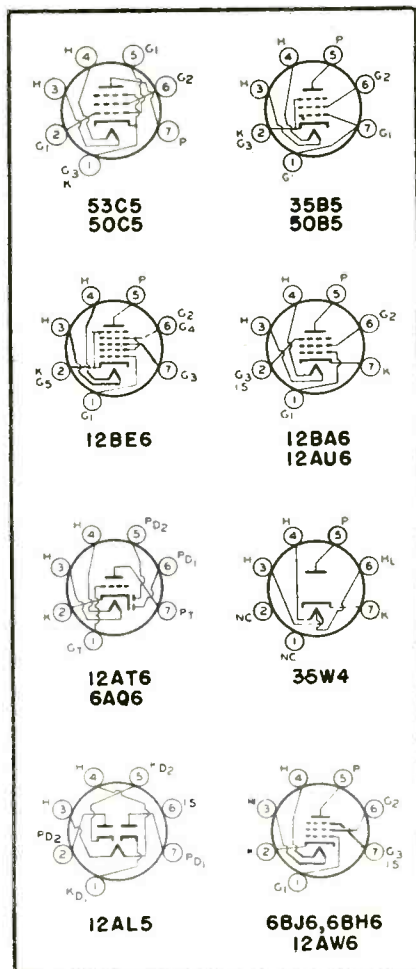 H 4 5 G1
H 3 6 G2
2 G1 7 P
1 G3
K
53C5
50C5
H 4 5 P
H 3 6 G2
K 2 7 G1
G3
1 G1
35B5
50B5
H 4 5 P
H 3 6 G2
G4
K 2 7 G3
G5
G1 1
12BE6
H 4 5 P
H 3 6 G2
G3 2 7 K
IS
G1 1
12BA6
12AU6
H 4 5 PD2
H 3 6 PD1
K 2 7 PT
GT 1
12AT6
6AQ6
H 4 5 P
H 3 6 HL
NC 2 7 K
NC 1
35W4
H 4 5
H 3 6 IS
PD2 2 7 PD1
KD1 1
12AL5
H 4 5 P
3 6 G2
2 7 G3
IS
G1 1
6BJ6, 6BH6
12AW6